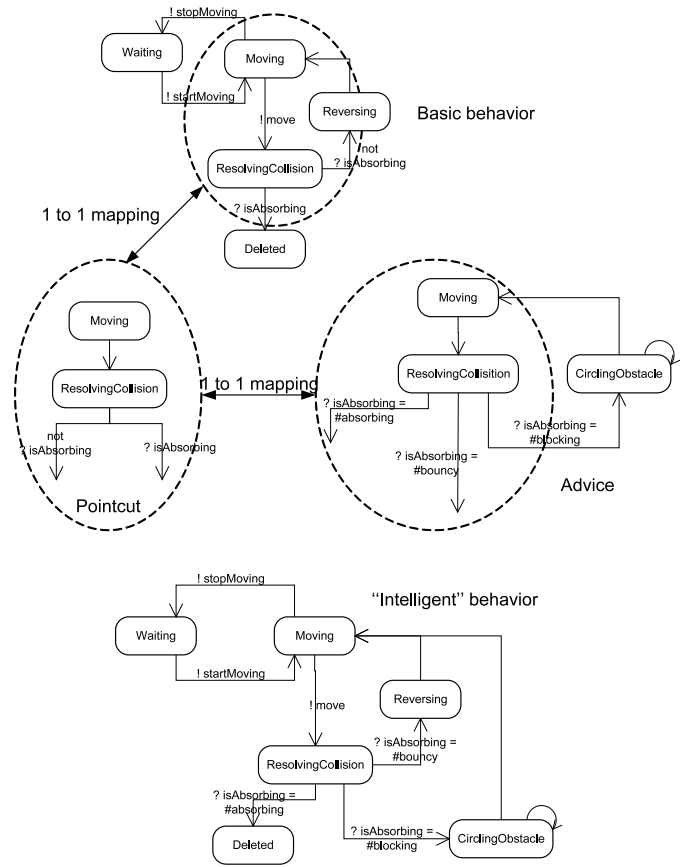 ! stopMoving
Waiting
Moving
! startMoving
Reversing
Basic behavior
! move
not
? isAbsorbing
ResolvingCollision
? isAbsorbing
1 to 1 mapping
Deleted
Moving
ResolvingCollision
not
? isAbsorbing
? isAbsorbing
Pointcut
1 to 1 mapping
Moving
ResolvingCollisition
CirclingObstacle
? isAbsorbing =
#absorbing
? isAbsorbing =
#blocking
? isAbsorbing =
#bouncy
Advice
"Intelligent" behavior
! stopMoving
Waiting
Moving
! startMoving
Reversing
! move
ResolvingCollision
? isAbsorbing =
#bouncy
? isAbsorbing =
#absorbing
Deleted
? isAbsorbing =
#blocking
CirclingObstacle